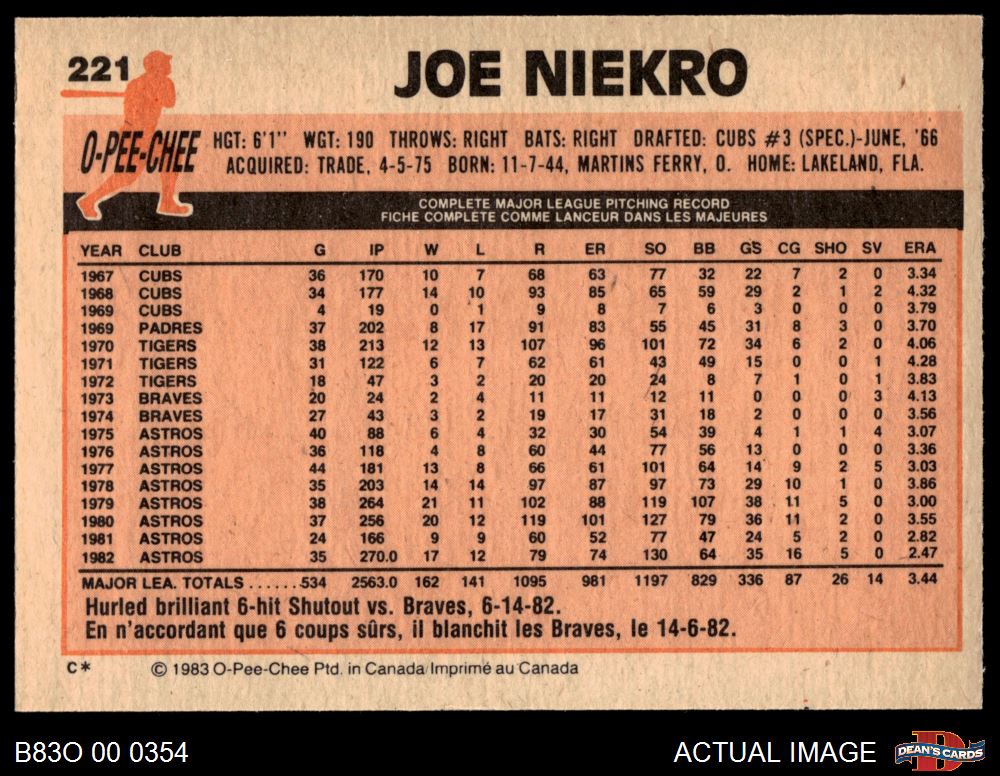 221 JOE NIEKRO
O-PEE-CHEE
HGT: 6'1" WGT: 190 THROWS: RIGHT BATS: RIGHT DRAFTED: CUBS #3 (SPEC.)-JUNE, '66
ACQUIRED: TRADE, 4-5-75 BORN: 11-7-44, MARTINS FERRY, O. HOME: LAKELAND, FLA.
COMPLETE MAJOR LEAGUE PITCHING RECORD
FICHE COMPLETE COMME LANCEUR DANS LES MAJEURES
YEAR CLUB G IP W L R ER SO BB GS CG SHO SV ERA
1967 CUBS 36 170 10 7 68 63 77 32 22 7 2 0 3.34
1968 CUBS 34 177 14 10 93 85 65 59 29 2 1 2 4.32
1969 CUBS 4 19 0 1 9 8 7 6 3 0 0 0 3.79
1969 PADRES 37 202 8 17 91 83 55 45 31 8 3 0 3.70
1970 TIGERS 38 213 12 13 107 96 101 72 34 6 2 0 4.06
1971 TIGERS 31 122 6 7 62 61 43 49 15 0 0 1 4.28
1972 TIGERS 18 47 3 2 20 20 24 8 7 1 0 1 3.83
1973 BRAVES 20 24 2 4 11 11 12 11 0 0 0 3 4.13
1974 BRAVES 27 43 3 2 19 17 31 18 2 0 0 0 3.56
1975 ASTROS 40 88 6 4 32 30 54 39 4 1 1 4 3.07
1976 ASTROS 36 118 4 8 60 44 77 56 13 0 0 0 3.36
1977 ASTROS 44 181 13 8 66 61 101 64 14 9 2 5 3.03
1978 ASTROS 35 203 14 14 97 87 97 73 29 10 1 0 3.86
1979 ASTROS 38 264 21 11 102 88 119 107 38 11 5 0 3.00
1980 ASTROS 37 256 20 12 119 101 127 79 36 11 2 0 3.55
1981 ASTROS 24 166 9 9 60 52 77 47 24 5 2 0 2.82
1982 ASTROS 35 270.0 17 12 79 74 130 64 35 16 5 0 2.47
MAJOR LEA. TOTALS ...... 534 2563.0 162 141 1095 981 1197 829 336 87 26 14 3.44
Hurled brilliant 6-hit Shutout vs. Braves, 6-14-82.
En n'accordant que 6 coups sûrs, il blanchit les Braves, le 14-6-82.
C* © 1983 O-Pee-Chee Ptd. in Canada/Imprimé au Canada
B83O 00 0354 ACTUAL IMAGE DEAN'S CARDS